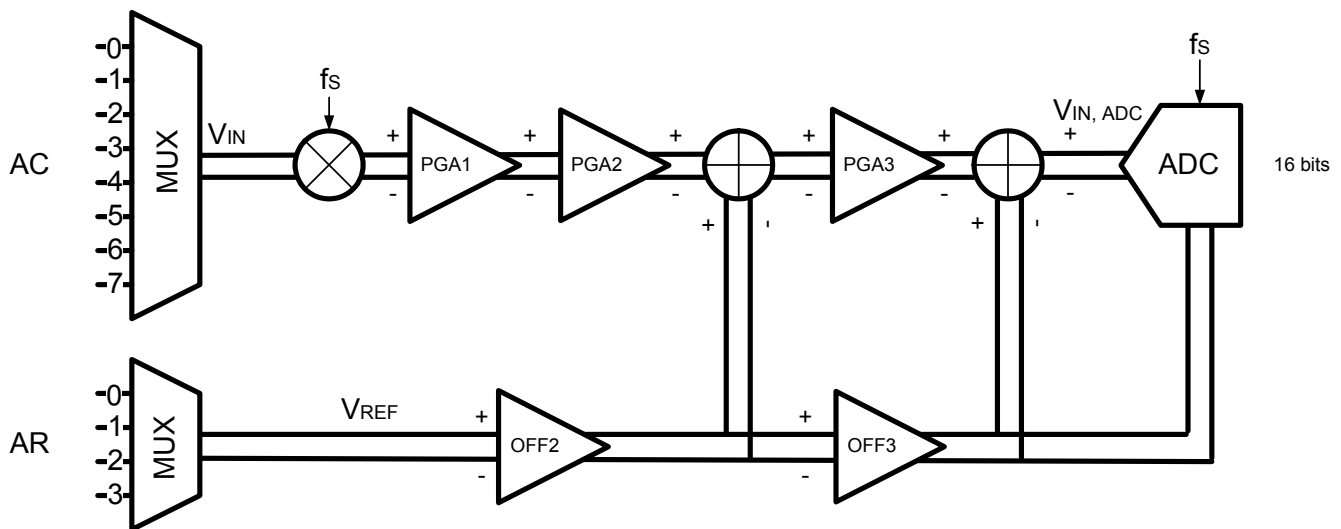 AC
-0
-1
-2
-3
-4
-5
-6
-7
MUX
VIN
fS
+
-
PGA1
+
-
PGA2
+
-
+
-
+
-
PGA3
+
-
+
-
VIN, ADC
+
-
fS
ADC
16 bits
AR
-0
-1
-2
-3
MUX
VREF
+
-
OFF2
+
-
OFF3